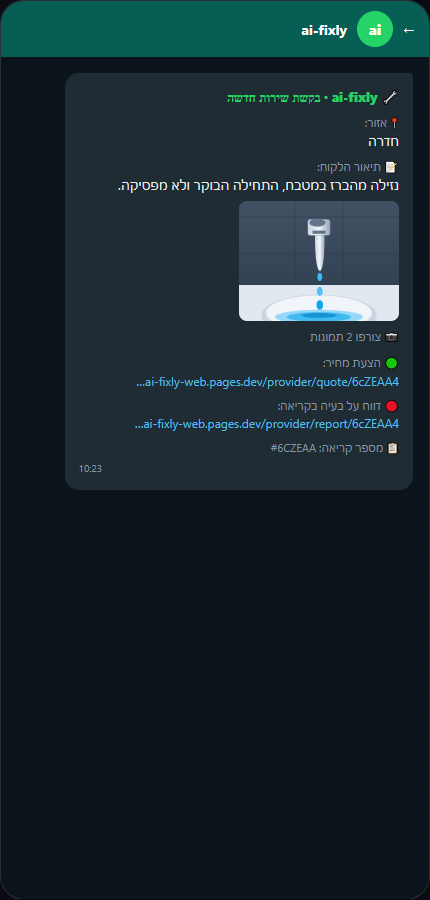 ai-fixly
ai
ai-fixly • בקשת שירות חדשה
אזור:
חדרה
תיאור הלקוח:
נזילה מהברז במטבח, התחילה הבוקר ולא מפסיקה.
צורפו 2 תמונות
הצעת מחיר:
ai-fixly-web.pages.dev/provider/quote/6cZEAA4...
דווח על בעיה בקריאה:
ai-fixly-web.pages.dev/provider/report/6cZEAA4...
מספר קריאה: #6CZEAA
10:23